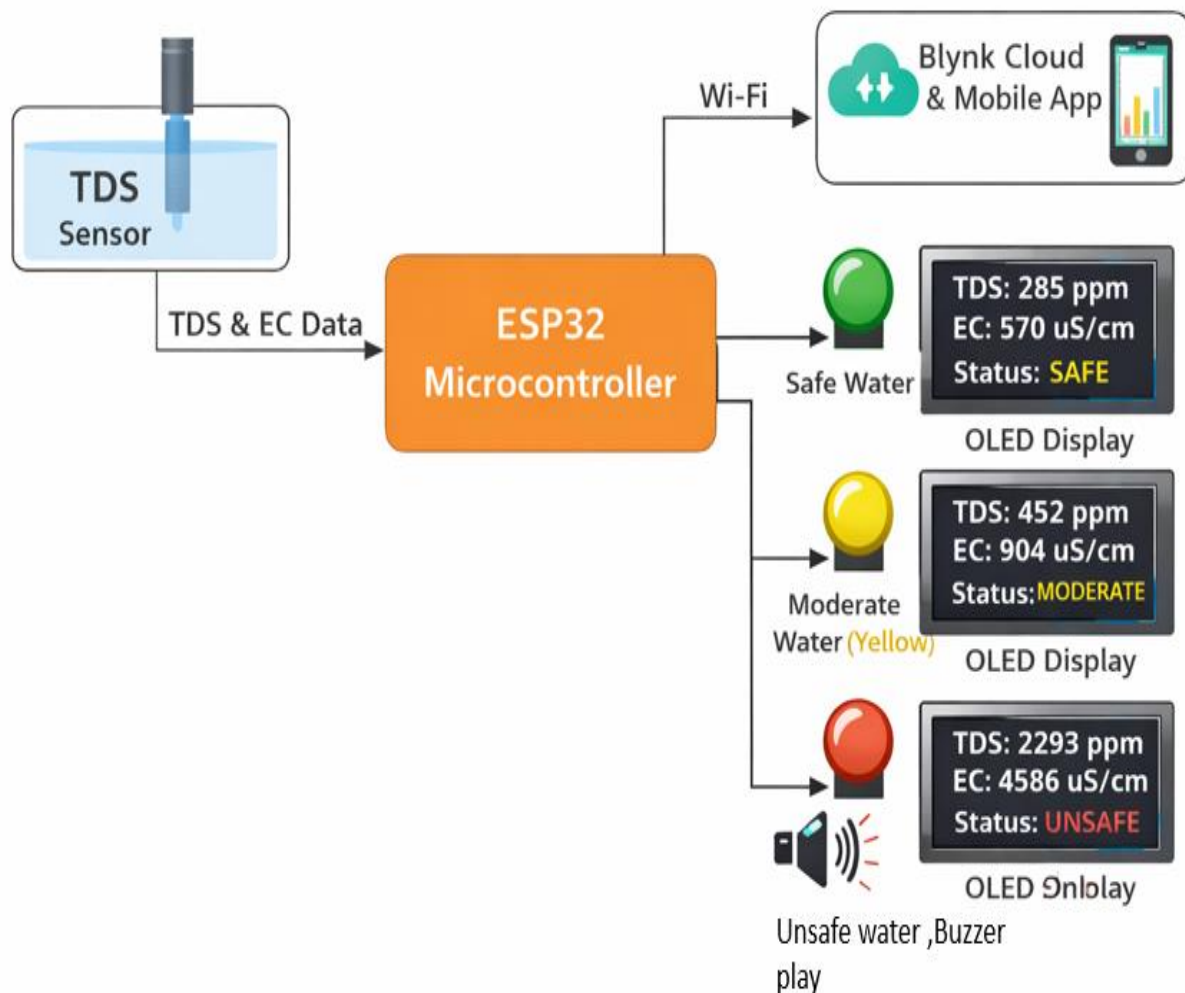 TDS
Sensor
TDS & EC Data
ESP32
Microcontroller
Wi-Fi
Blynk Cloud
& Mobile App
Safe Water
TDS: 285 ppm
EC: 570 uS/cm
Status: SAFE
OLED Display
Moderate
Water (Yellow)
TDS: 452 ppm
EC: 904 uS/cm
Status: MODERATE
OLED Display
TDS: 2293 ppm
EC: 4586 uS/cm
Status: UNSAFE
OLED
Unsafe water ,Buzzer
play